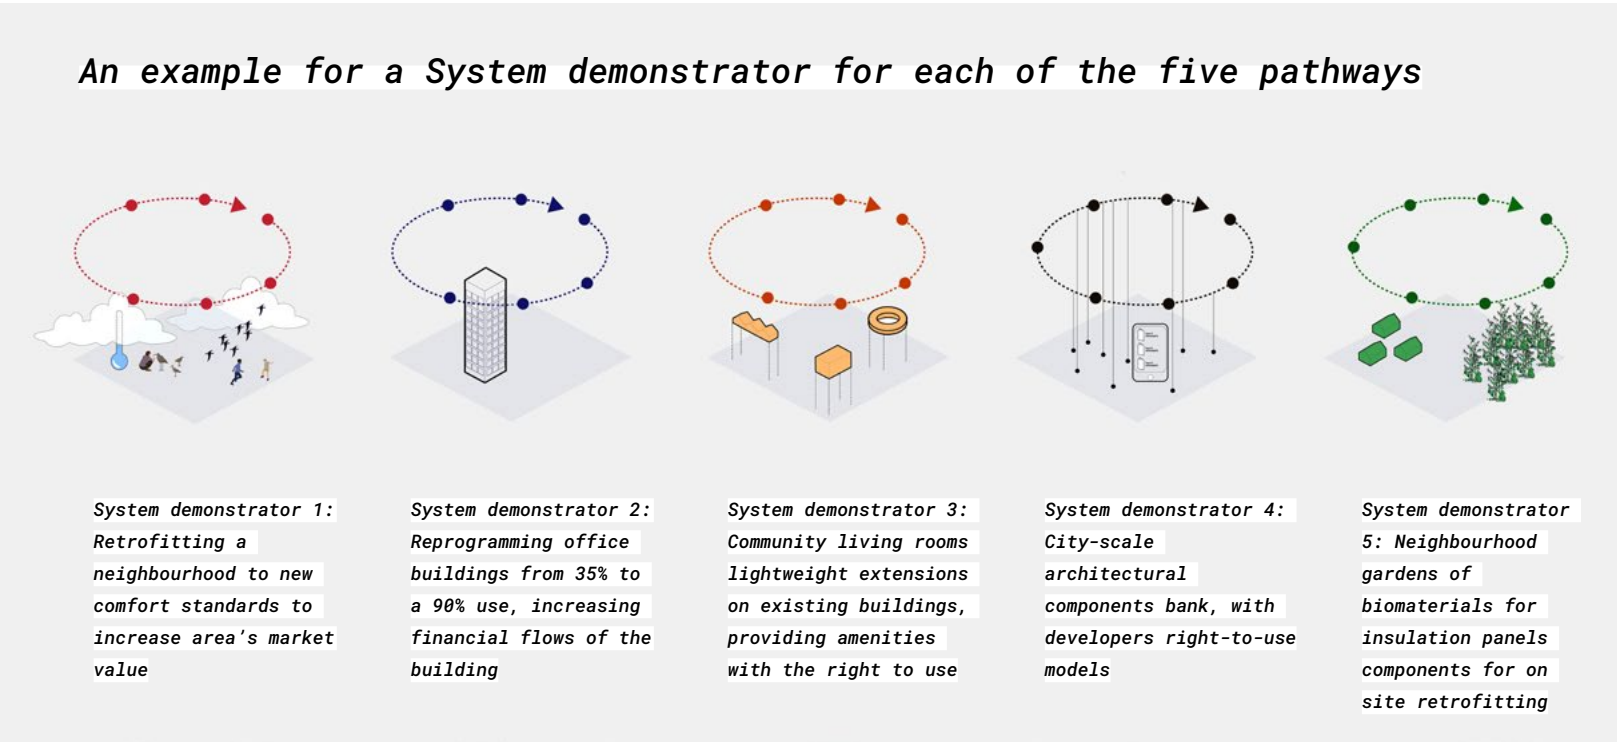 An example for a System demonstrator for each of the five pathways
System demonstrator 1:
Retrofitting a
neighbourhood to new
comfort standards to
increase area's market
value
System demonstrator 2:
Reprogramming office
buildings from 35% to
a 90% use, increasing
financial flows of the
building
System demonstrator 3:
Community living rooms
lightweight extensions
on existing buildings,
providing amenities
with the right to use
System demonstrator 4:
City-scale
architectural
components bank, with
developers right-to-use
models
System demonstrator
5: Neighbourhood
gardens of
biomaterials for
insulation panels
components for on
site retrofitting